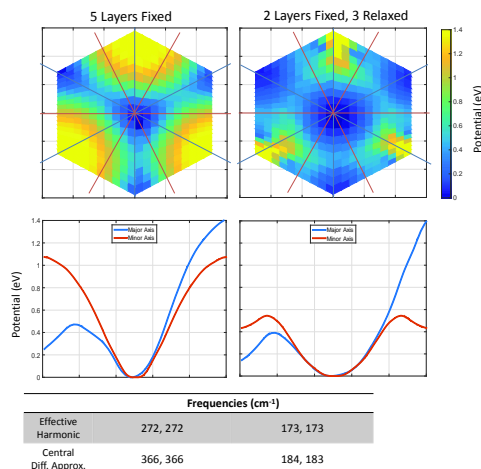 5 Layers Fixed
2 Layers Fixed, 3 Relaxed
1.4
1.2
1
0.8
0.6
0.4
0.2
0
Potential (eV)
1.4
1.2
1
0.8
0.6
0.4
0.2
0
Potential (eV)
Major Axis
Minor Axis
Major Axis
Minor Axis
Frequencies (cm-1)
Effective
Harmonic
272, 272
173, 173
Central
Diff. Approx.
366, 366
184, 183